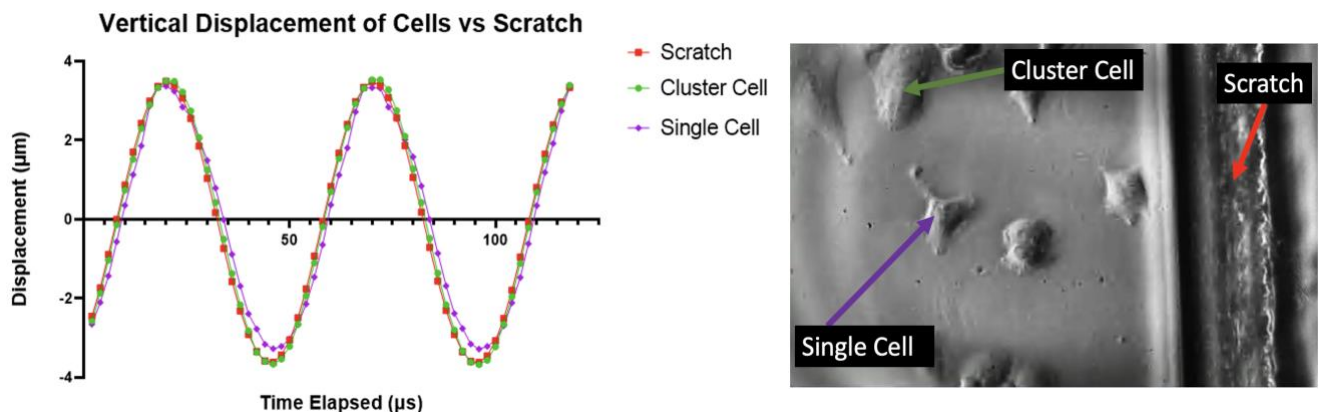 Vertical Displacement of Cells vs Scratch
Scratch
Cluster Cell
Single Cell
Displacement (µm)
4
2
0
-2
-4
50
100
Time Elapsed (µs)
Cluster Cell
Scratch
Single Cell